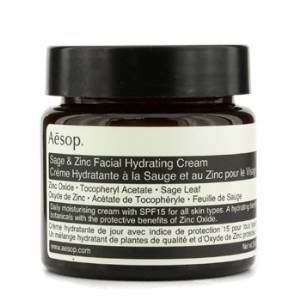 Aēsop.
Sage & Zinc Facial Hydrating Cream
Crème Hydratante à la Sauge et au Zinc pour le Visag
Zinc Oxide · Tocopheryl Acetate · Sage Leaf
Oxyde de Zinc · Acétate de Tocophéryle · Feuille de Sauge
Daily moisturising cream with SPF15 for all skin types. A hydrating
botanicals with the protective benefits of Zinc Oxide.
Crème hydratante de jour avec indice de protection 15 pour tous
Un mélange hydratant de plantes de qualité et d'Oxyde de Zinc
www.aesop.com